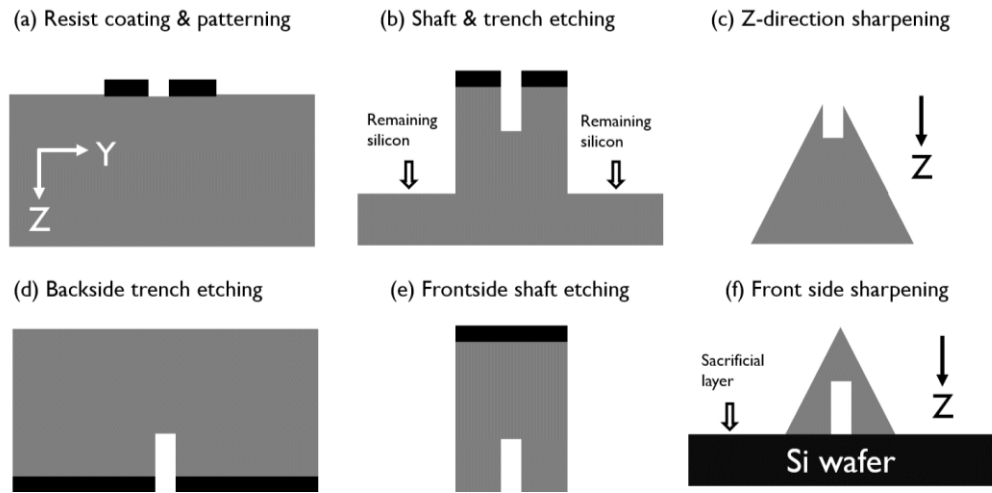 (a) Resist coating & patterning
(b) Shaft & trench etching
(c) Z-direction sharpening
Y
Z
Remaining
silicon
Remaining
silicon
Z
(d) Backside trench etching
(e) Frontside shaft etching
(f) Front side sharpening
Sacrificial
layer
Z
Si wafer